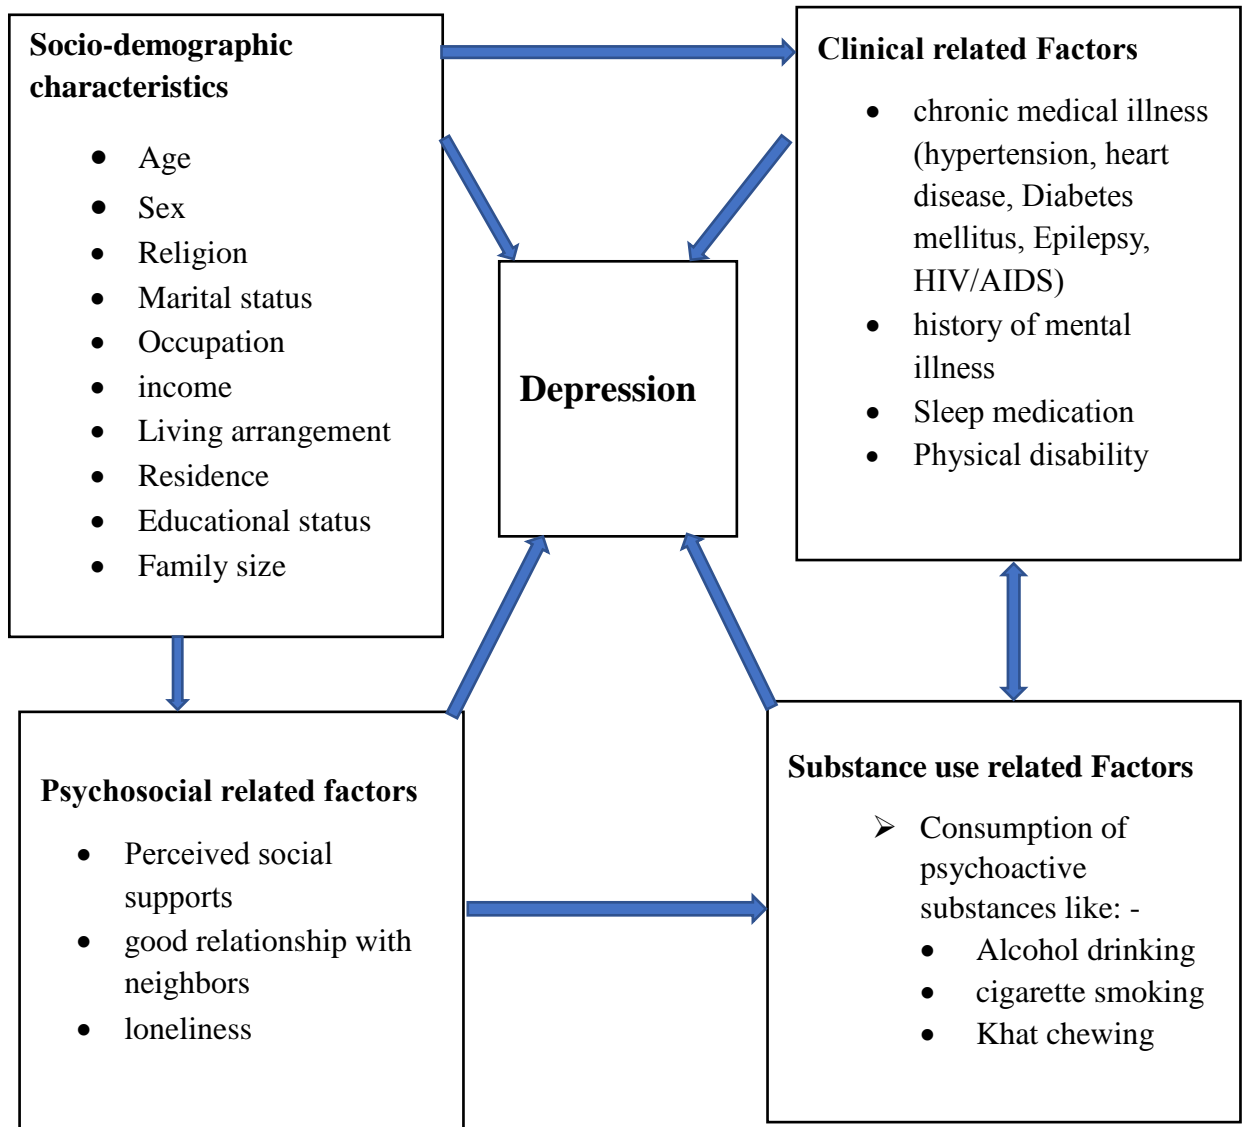 Socio-demographic
characteristics
• Age
• Sex
• Religion
• Marital status
• Occupation
• income
• Living arrangement
• Residence
• Educational status
• Family size
Clinical related Factors
• chronic medical illness
(hypertension, heart
disease, Diabetes
mellitus, Epilepsy,
HIV/AIDS)
• history of mental
illness
• Sleep medication
• Physical disability
Depression
Psychosocial related factors
• Perceived social
supports
• good relationship with
neighbors
• loneliness
Substance use related Factors
➢ Consumption of
psychoactive
substances like: -
• Alcohol drinking
• cigarette smoking
• Khat chewing